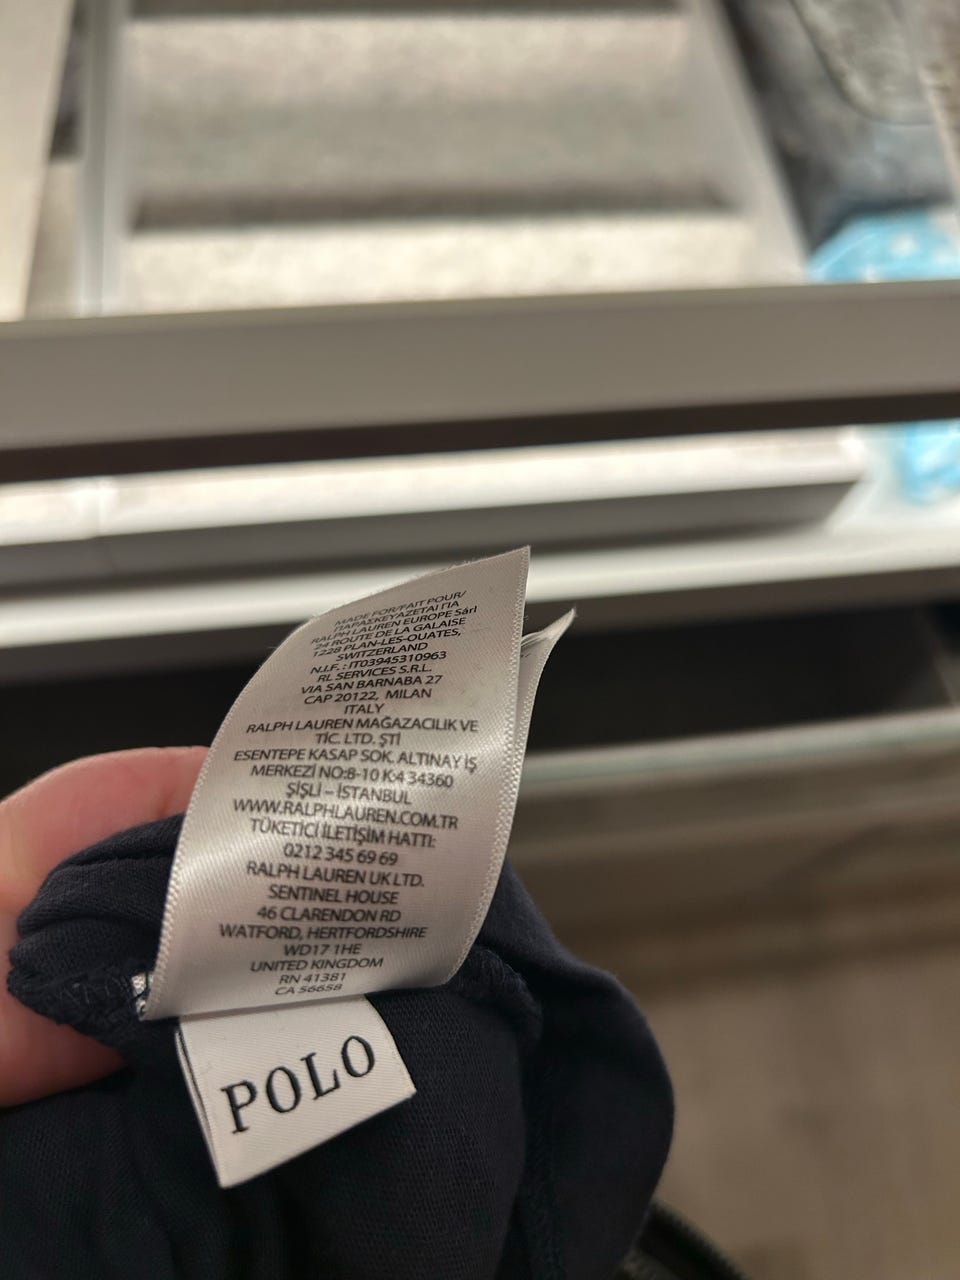 MADE FOR/FAIT POUR/
ΠΑΡΑΣΚΕΥΑΖΕΤΑΙ ΓΙΑ
RALPH LAUREN EUROPE Sárl
24 ROUTE DE LA GALAISE
1228 PLAN-LES-OUATES,
SWITZERLAND
N.I.F. : IT03945310963
RL SERVICES S.R.L.
VIA SAN BARNABA 27
CAP 20122, MILAN
ITALY
RALPH LAUREN MAĞAZACILIK VE
TİC. LTD. ŞTİ
ESENTEPE KASAP SOK. ALTINAY İŞ
MERKEZİ NO:8-10 K:4 34360
ŞİŞLİ – İSTANBUL
WWW.RALPHLAUREN.COM.TR
TÜKETİCİ İLETİŞİM HATTI:
0212 345 69 69
RALPH LAUREN UK LTD.
SENTINEL HOUSE
46 CLARENDON RD
WATFORD, HERTFORDSHIRE
WD17 1HE
UNITED KINGDOM
RN 41381
CA 56658
POLO